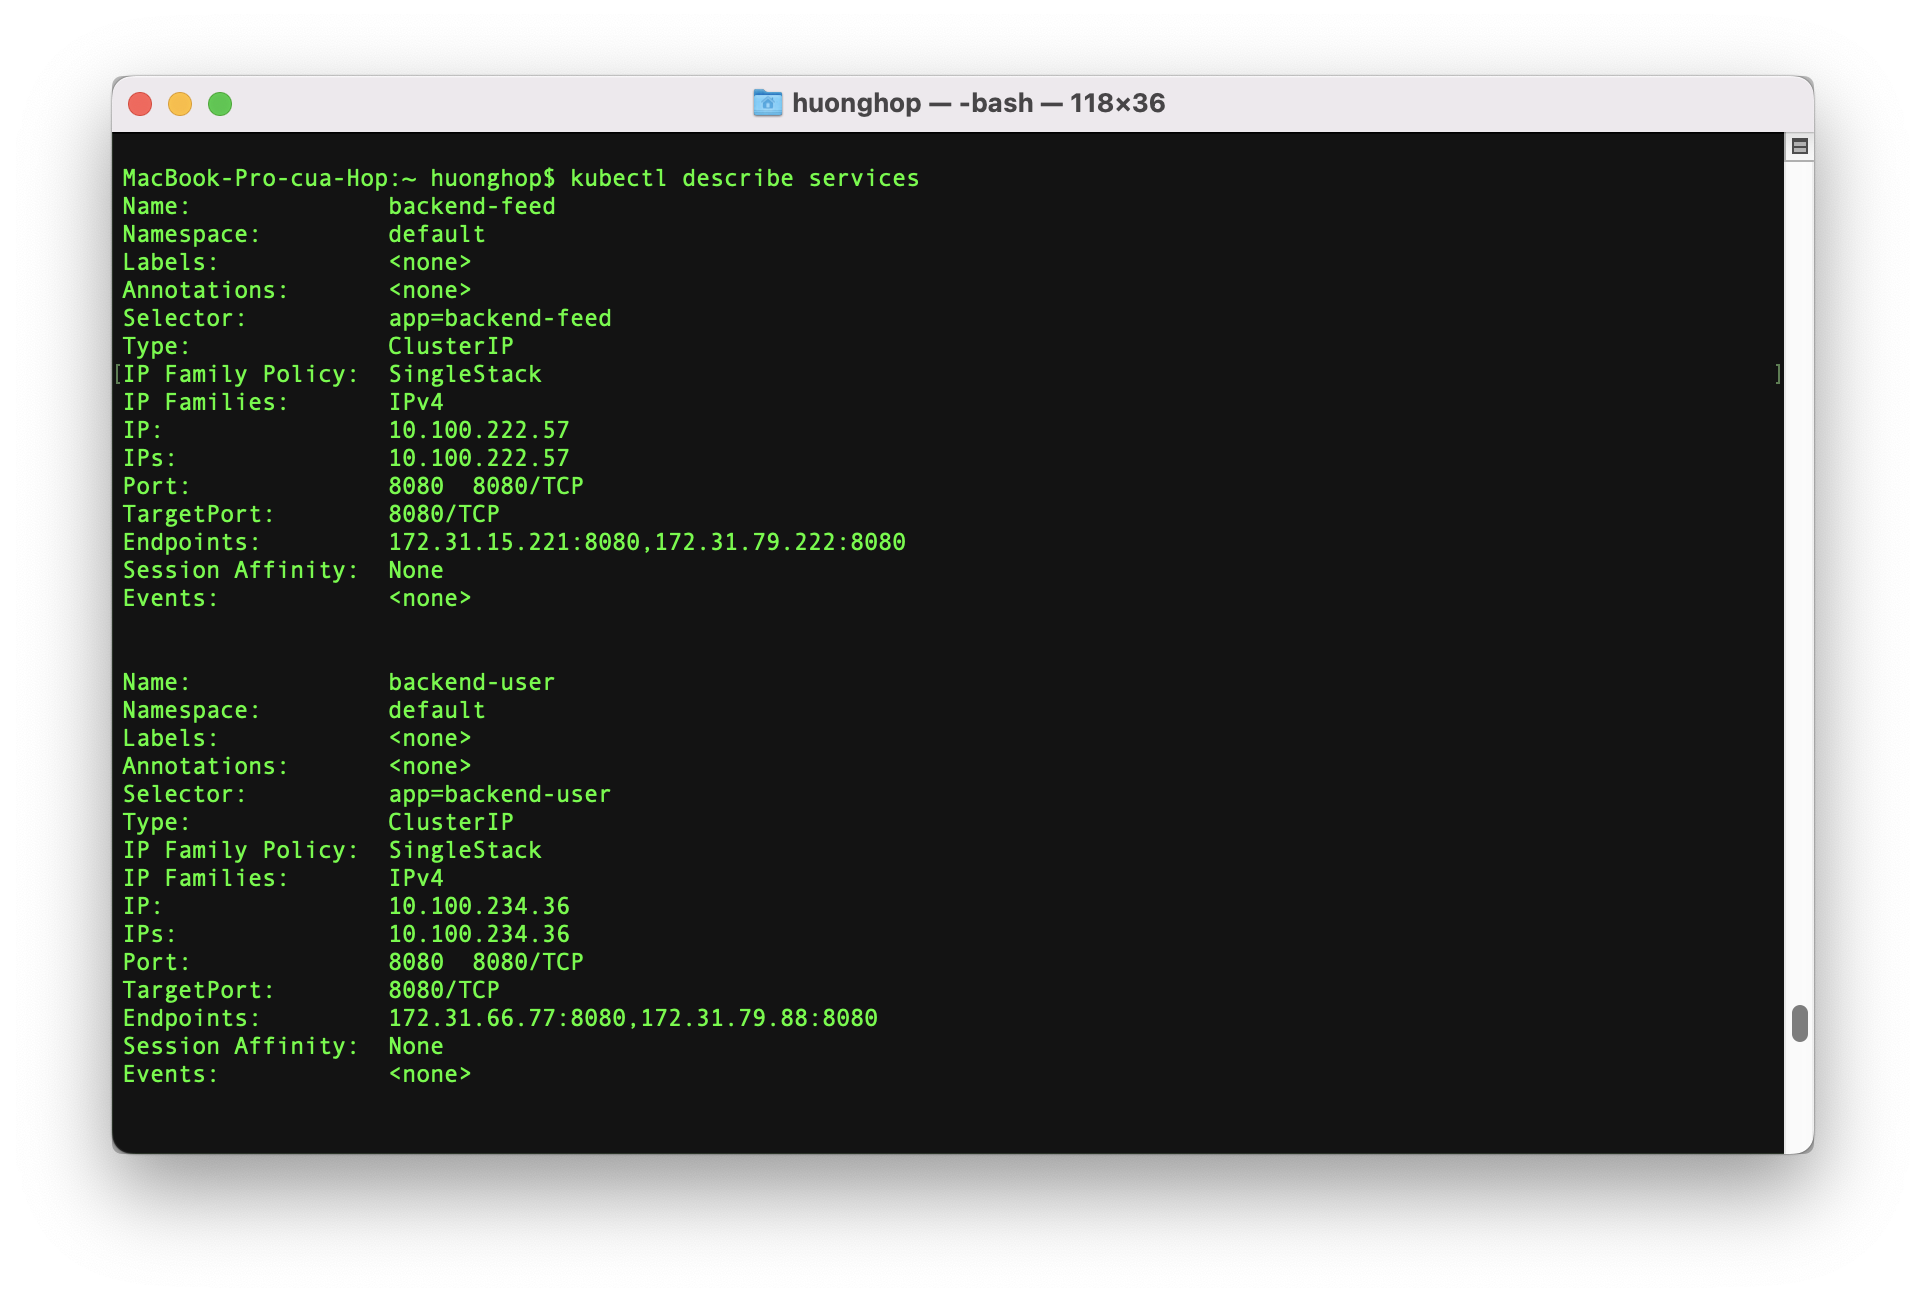 huonghop — -bash — 118×36
MacBook-Pro-cua-Hop:~ huonghop$ kubectl describe services
Name:              backend-feed
Namespace:         default
Labels:            <none>
Annotations:       <none>
Selector:          app=backend-feed
Type:              ClusterIP
[IP Family Policy:  SingleStack ]
IP Families:       IPv4
IP:                10.100.222.57
IPs:               10.100.222.57
Port:              8080  8080/TCP
TargetPort:        8080/TCP
Endpoints:         172.31.15.221:8080,172.31.79.222:8080
Session Affinity:  None
Events:            <none>
Name:              backend-user
Namespace:         default
Labels:            <none>
Annotations:       <none>
Selector:          app=backend-user
Type:              ClusterIP
IP Family Policy:  SingleStack
IP Families:       IPv4
IP:                10.100.234.36
IPs:               10.100.234.36
Port:              8080  8080/TCP
TargetPort:        8080/TCP
Endpoints:         172.31.66.77:8080,172.31.79.88:8080
Session Affinity:  None
Events:            <none>